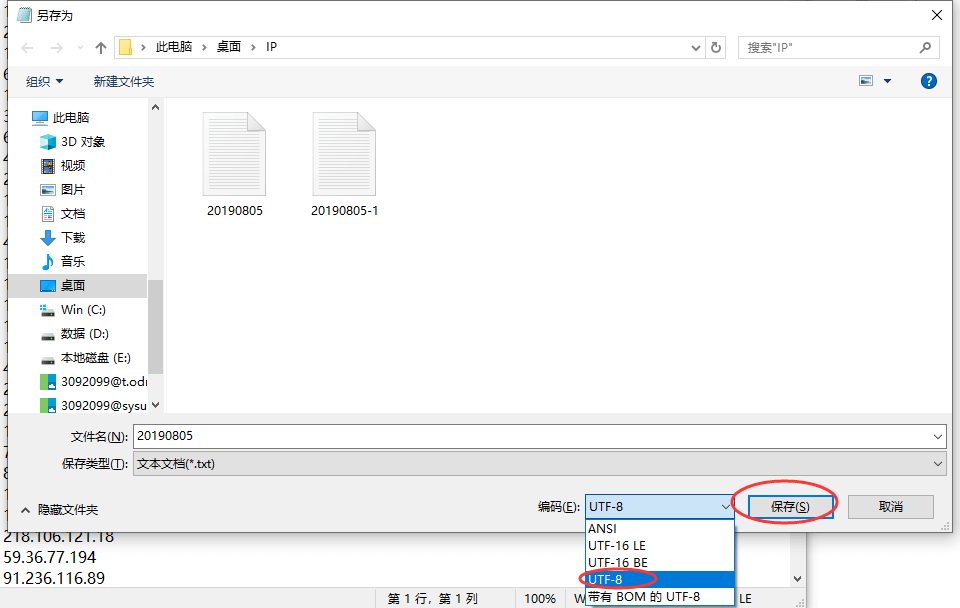 另存为
此电脑 桌面 IP
搜索"IP"
组织 新建文件夹
此电脑
3D 对象
视频
图片
文档
下载
音乐
桌面
Win (C:)
数据 (D:)
本地磁盘 (E:)
3092099@t.odr
3092099@sysu
20190805
20190805-1
文件名(N): 20190805
保存类型(T): 文本文档(*.txt)
隐藏文件夹
编码(E): UTF-8
保存(S)
取消
ANSI
UTF-16 LE
UTF-16 BE
UTF-8
带有 BOM 的 UTF-8
218.106.121.18
59.36.77.194
91.236.116.89
第 1 行，第 1 列 100% W LE